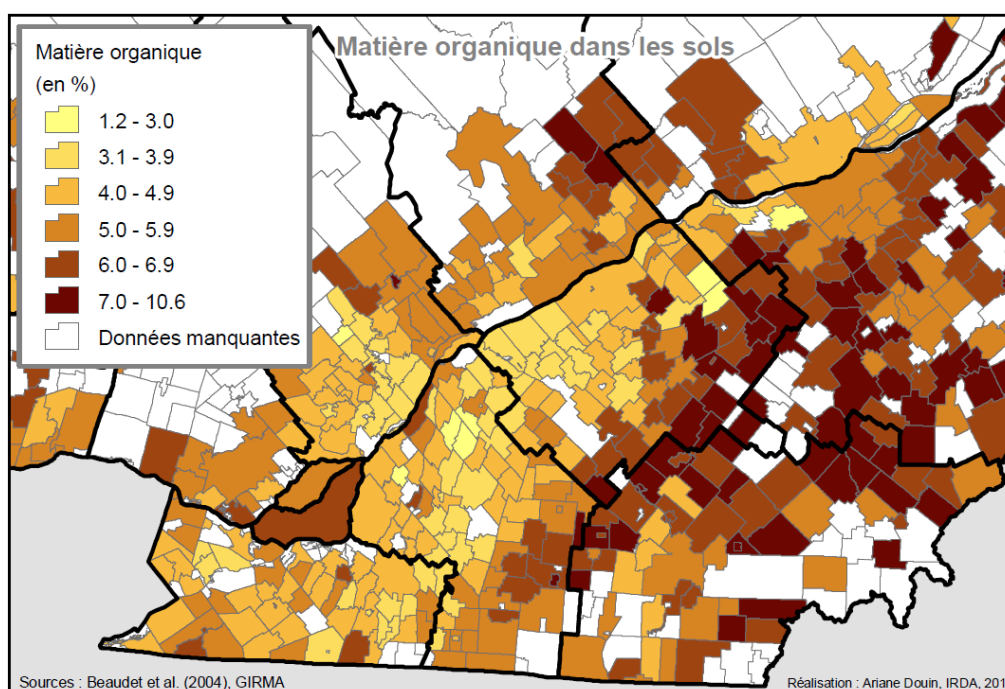 Matière organique dans les sols
Matière organique
(en %)
1.2 - 3.0
3.1 - 3.9
4.0 - 4.9
5.0 - 5.9
6.0 - 6.9
7.0 - 10.6
Données manquantes
Sources : Beaudet et al. (2004), GIRMA
Réalisation : Ariane Douin, IRDA, 201